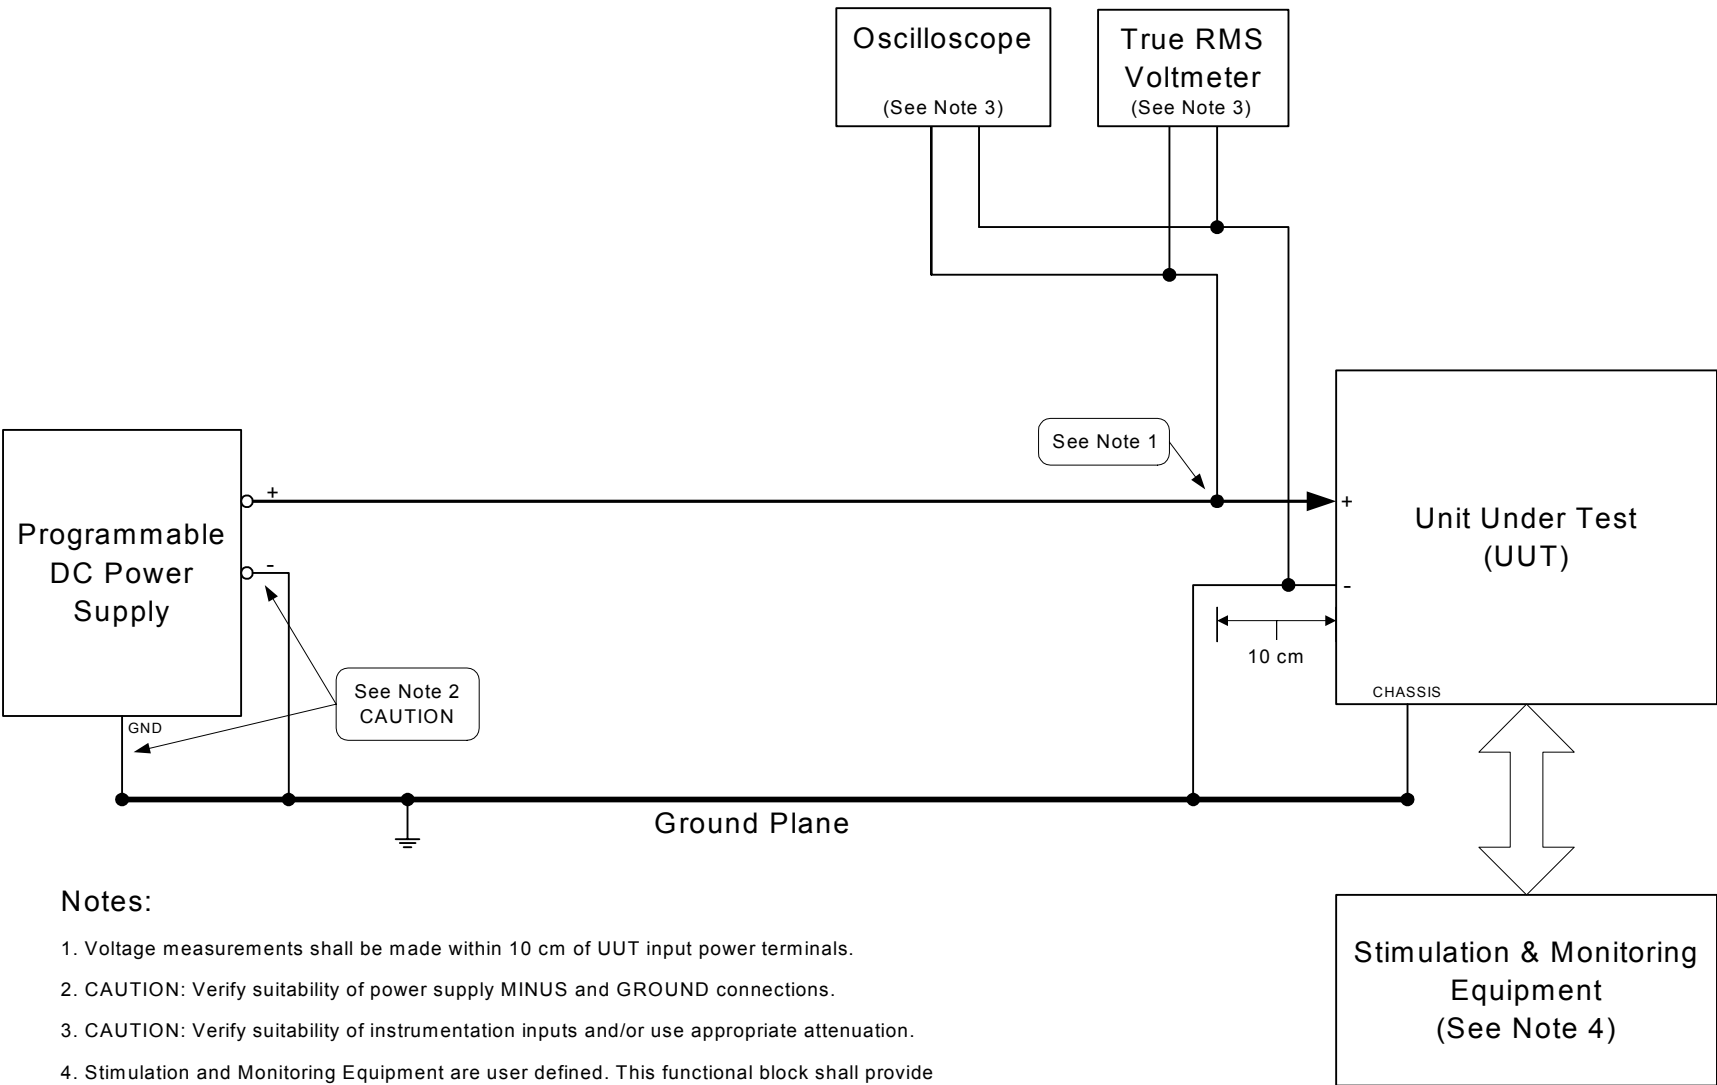 Oscilloscope
(See Note 3)
True RMS
Voltmeter
(See Note 3)
See Note 1
+
-
Programmable
DC Power
Supply
GND
See Note 2
CAUTION
+
-
Unit Under Test
(UUT)
10 cm
CHASSIS
Ground Plane
Stimulation & Monitoring
Equipment
(See Note 4)
Notes:
1. Voltage measurements shall be made within 10 cm of UUT input power terminals.
2. CAUTION: Verify suitability of power supply MINUS and GROUND connections.
3. CAUTION: Verify suitability of instrumentation inputs and/or use appropriate attenuation.
4. Stimulation and Monitoring Equipment are user defined. This functional block shall provide